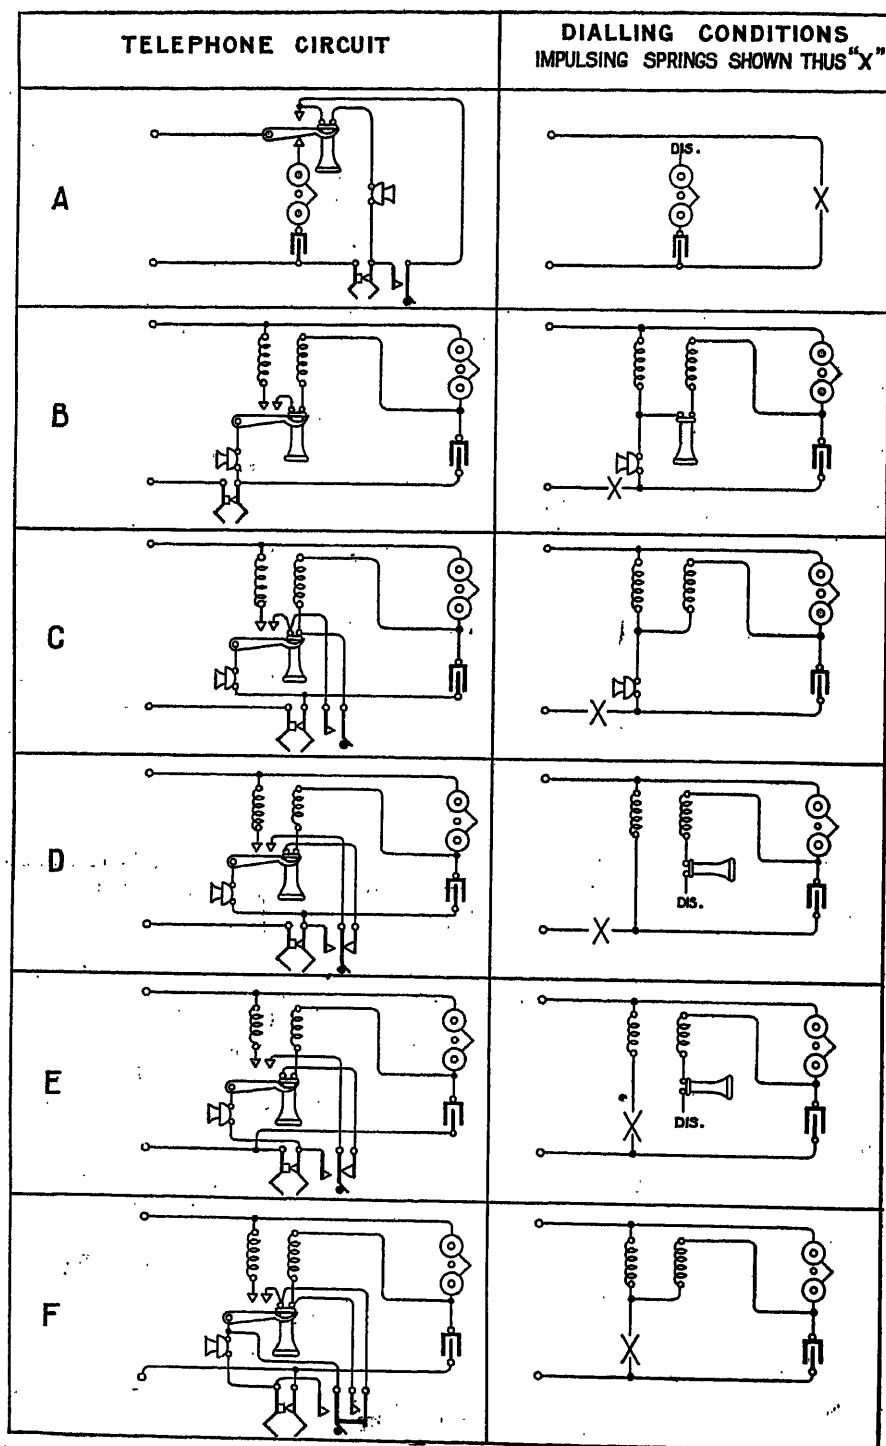 TELEPHONE CIRCUIT
DIALLING CONDITIONS
IMPULSING SPRINGS SHOWN THUS "X"
A
DIS.
B
C
D
DIS.
E
DIS.
F